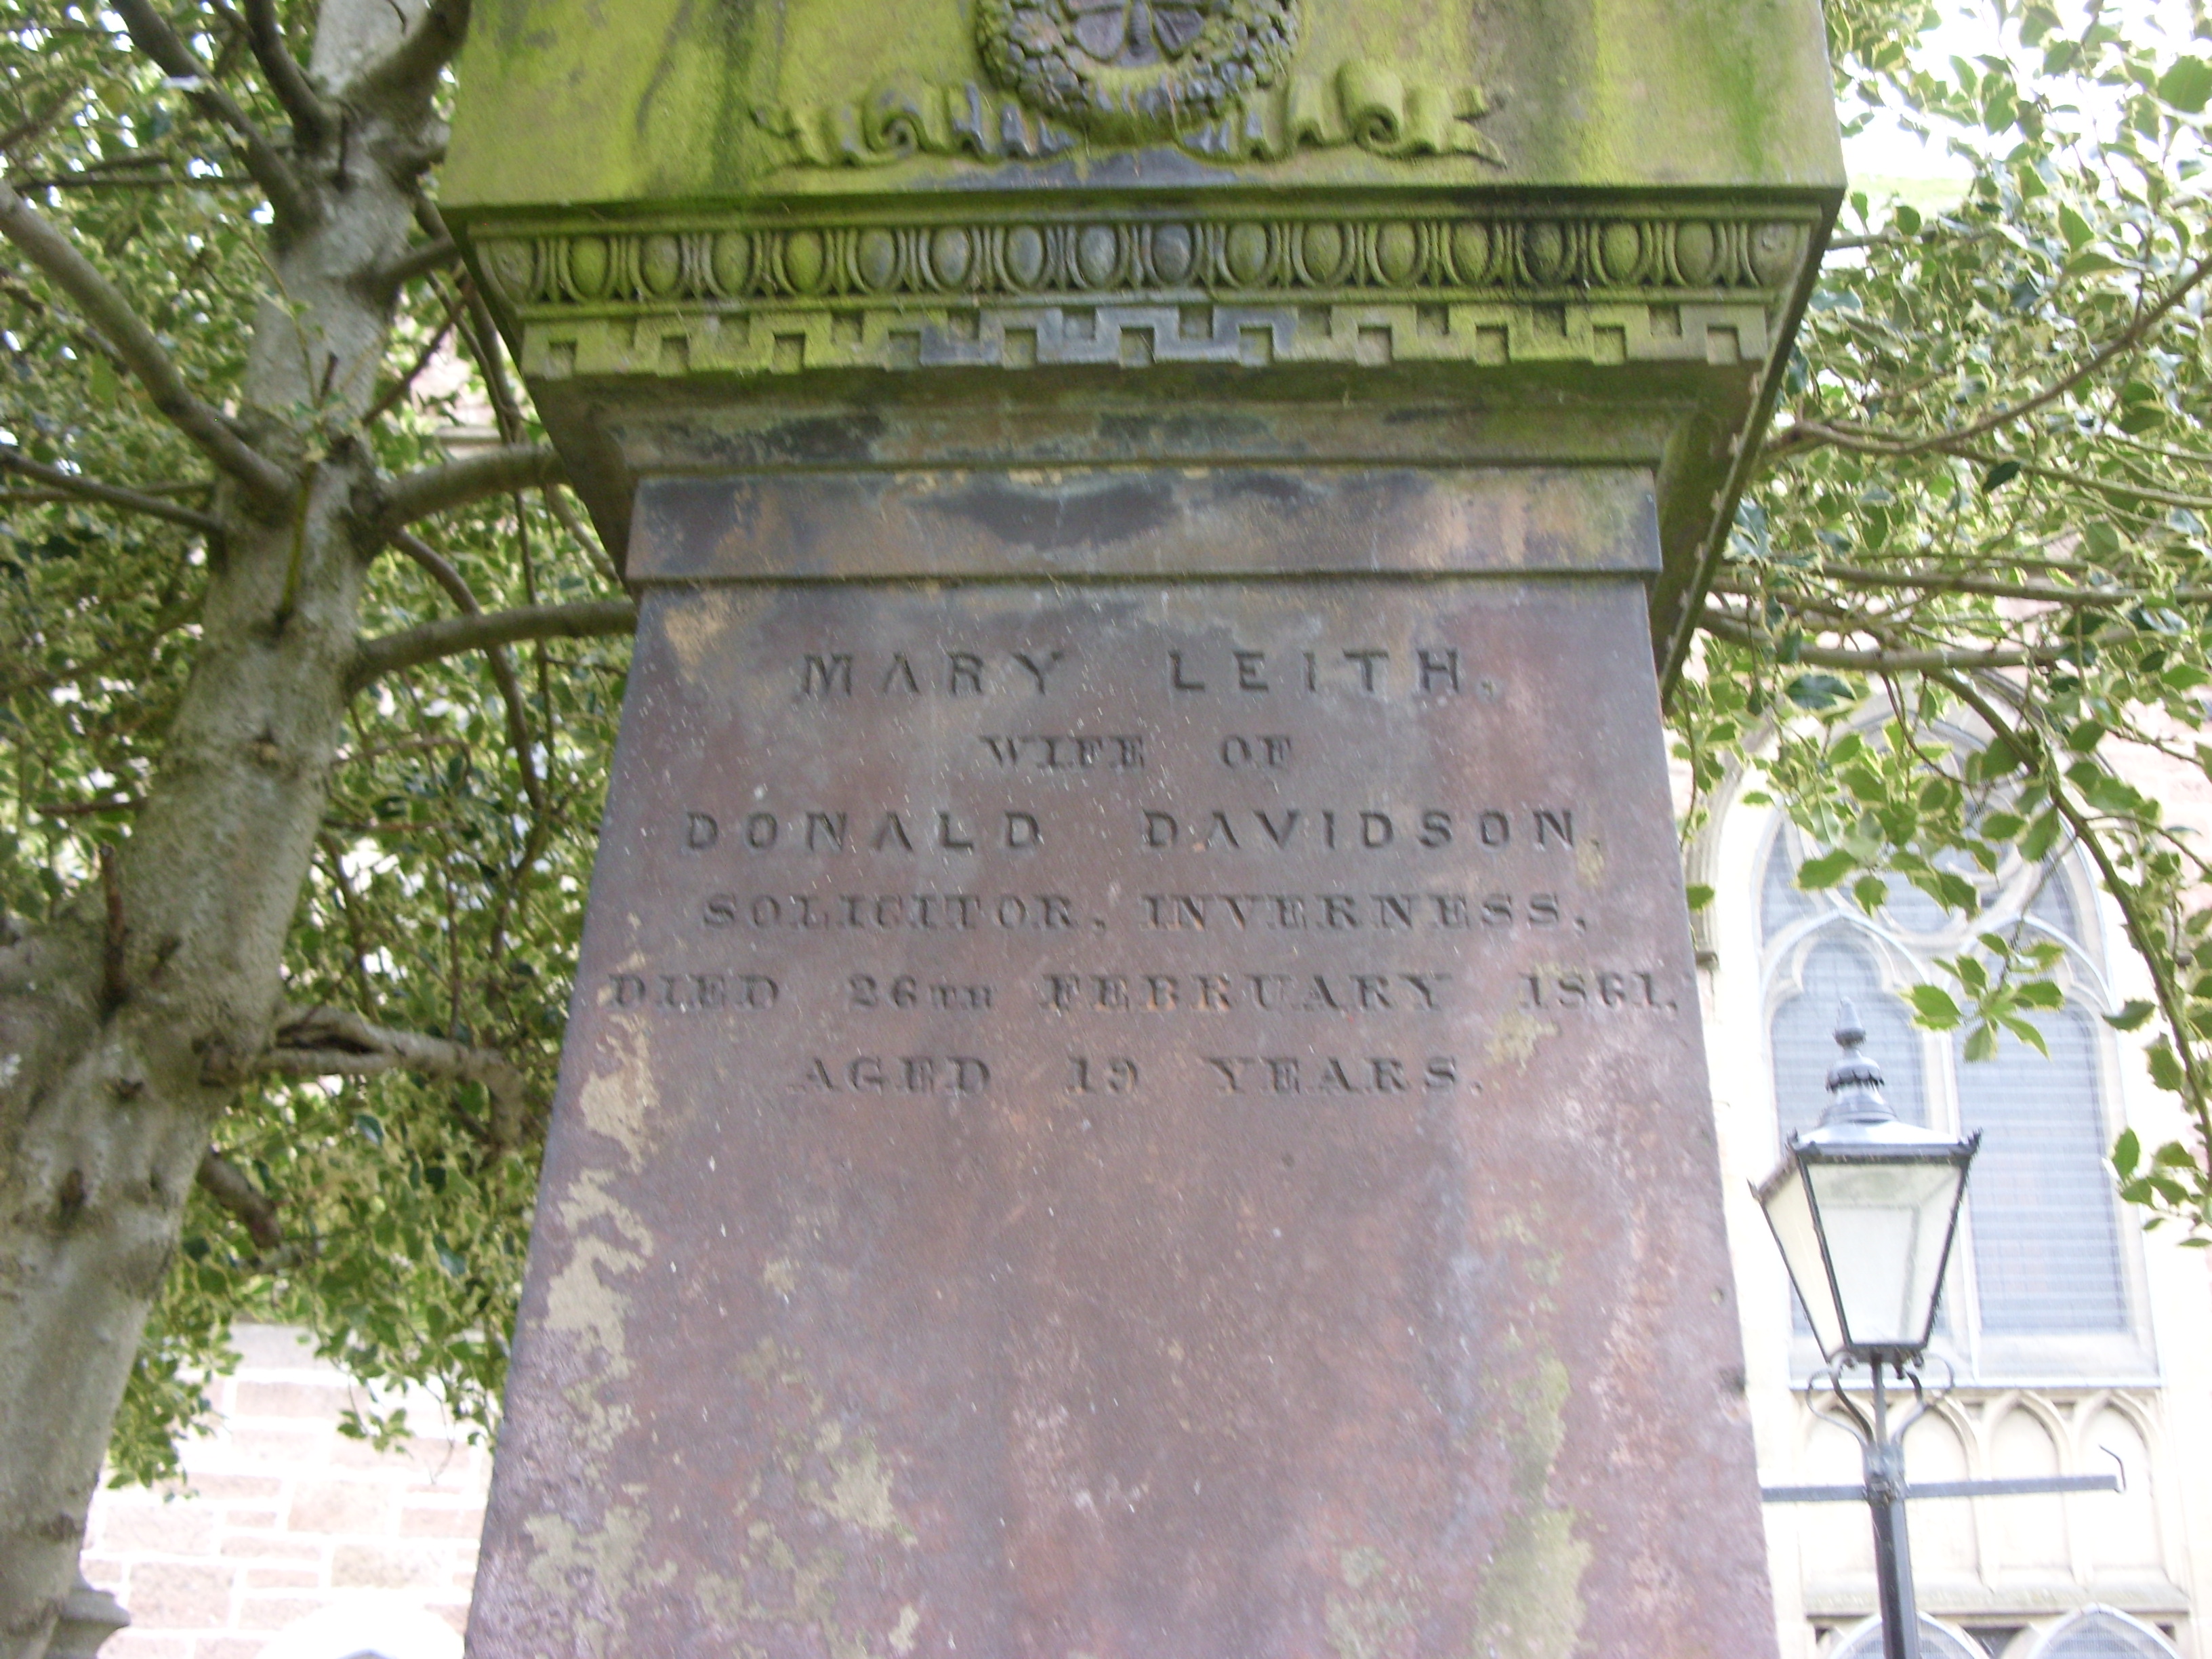 MARY LEITH.
WIFE OF
DONALD DAVIDSON.
SOLICITOR, INVERNESS,
DIED 26TH FEBRUARY 1861.
AGED 19 YEARS.